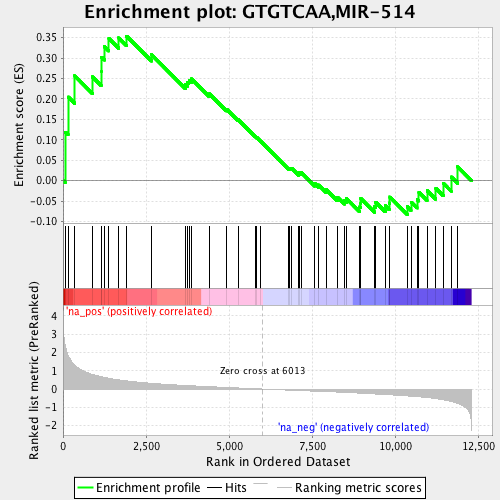 Enrichment plot: GTGTCAA,MIR-514
Enrichment score (ES)
0.35
0.30
0.25
0.20
0.15
0.10
0.05
0.00
-0.05
-0.10
'na_pos' (positively correlated)
Ranked list metric (PreRanked)
4
3
2
1
0
-1
-2
Zero cross at 6013
'na_neg' (negatively correlated)
0
2,500
5,000
7,500
10,000
12,500
Rank in Ordered Dataset
Enrichment profile
Hits
Ranking metric scores